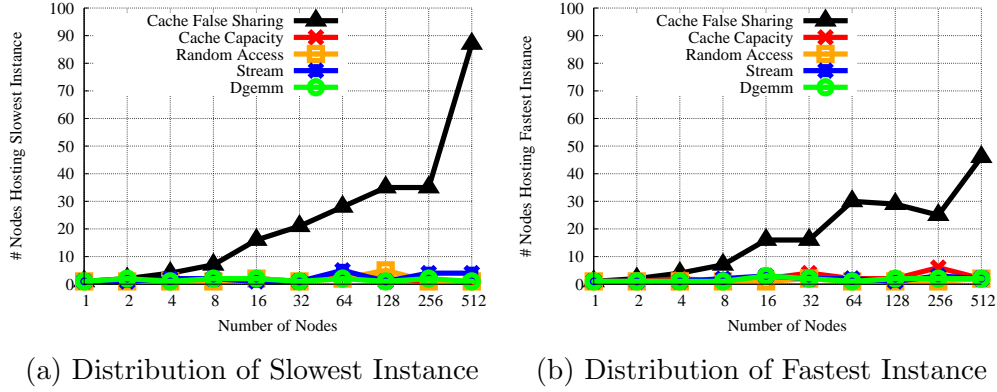 # Nodes Hosting Slowest Instance
100
90
80
70
60
50
40
30
20
10
0
Cache False Sharing
Cache Capacity
Random Access
Stream
Dgemm
1 2 4 8 16 32 64 128 256 512
Number of Nodes
(a) Distribution of Slowest Instance
# Nodes Hosting Fastest Instance
100
90
80
70
60
50
40
30
20
10
0
Cache False Sharing
Cache Capacity
Random Access
Stream
Dgemm
1 2 4 8 16 32 64 128 256 512
Number of Nodes
(b) Distribution of Fastest Instance